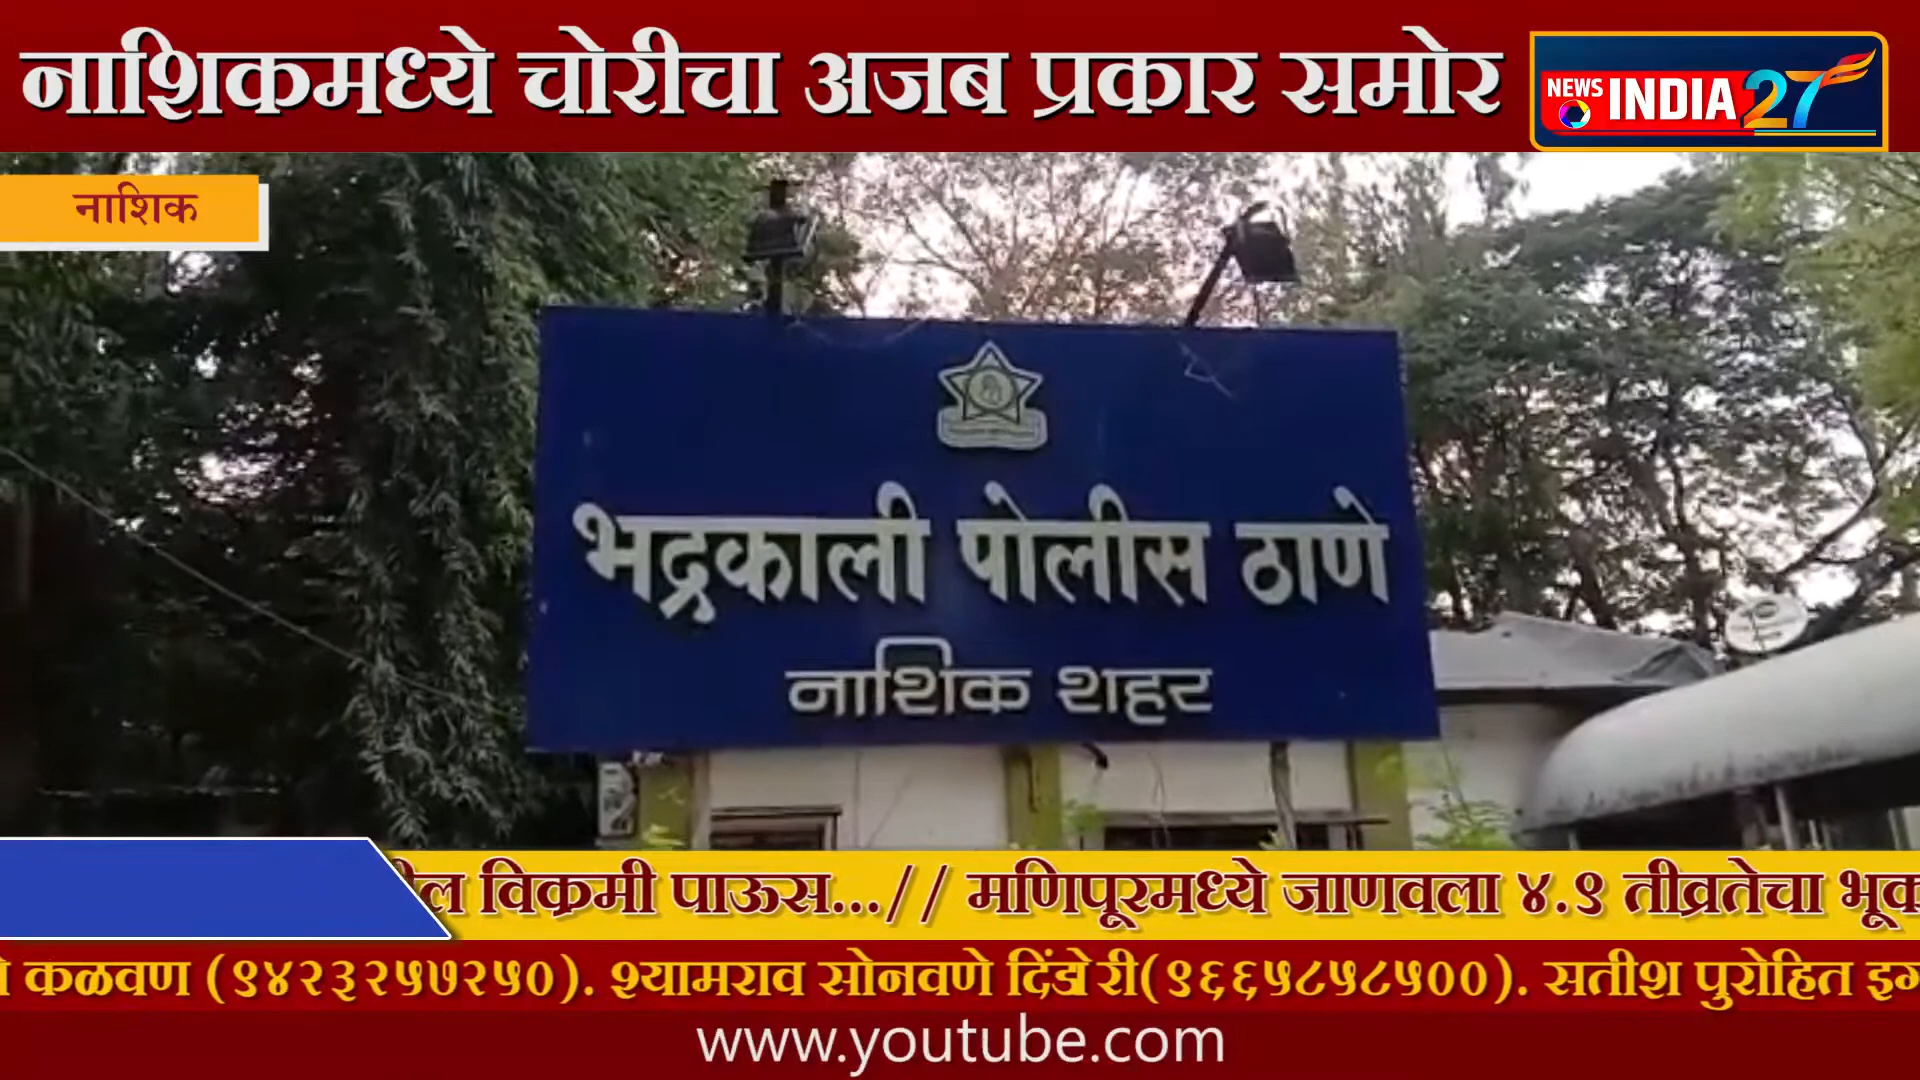 नाशिकमध्ये चोरीचा अजब प्रकार समोर
NEWS INDIA 27
नाशिक
भद्रकाली पोलीस ठाणे
नाशिक शहर
विक्रमी पाऊस...// मणिपूरमध्ये जाणवला ४.९ तीव्रतेचा
कळवण (९४२३२५७२५०). श्यामराव सोनवणे दिंडोरी(९६६५८५८५००). सतीश पुरोहित
www.youtube.com